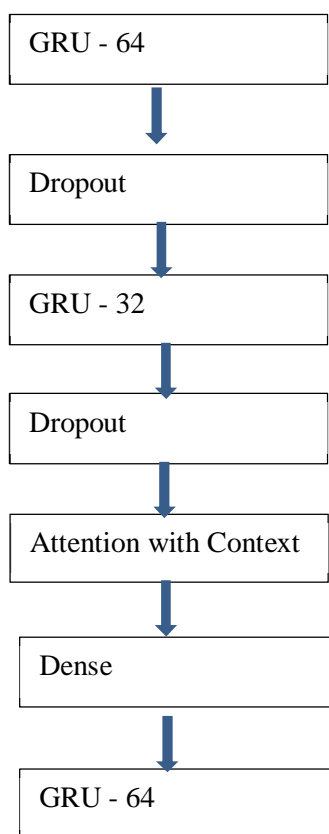 GRU - 64
Dropout
GRU - 32
Dropout
Attention with Context
Dense
GRU - 64